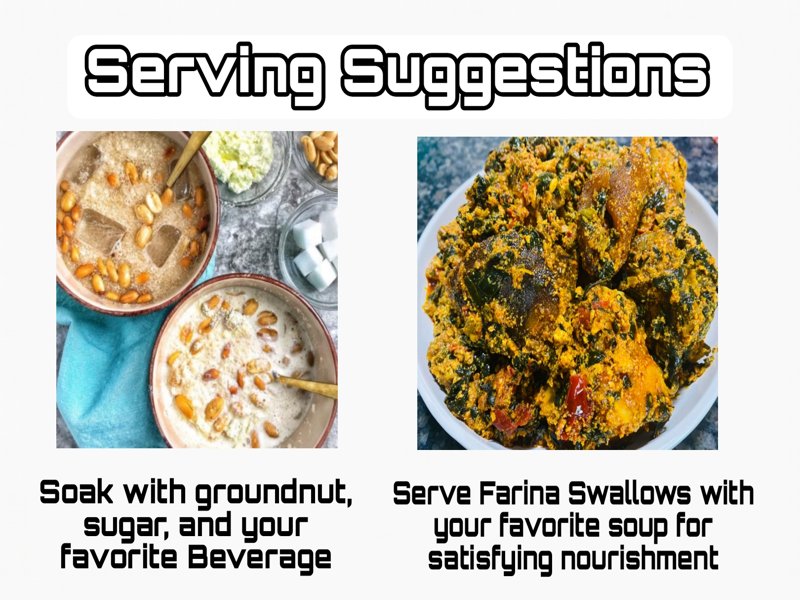 Serving Suggestions
Soak with groundnut,
sugar, and your
favorite Beverage
Serve Farina Swallows with
your favorite soup for
satisfying nourishment